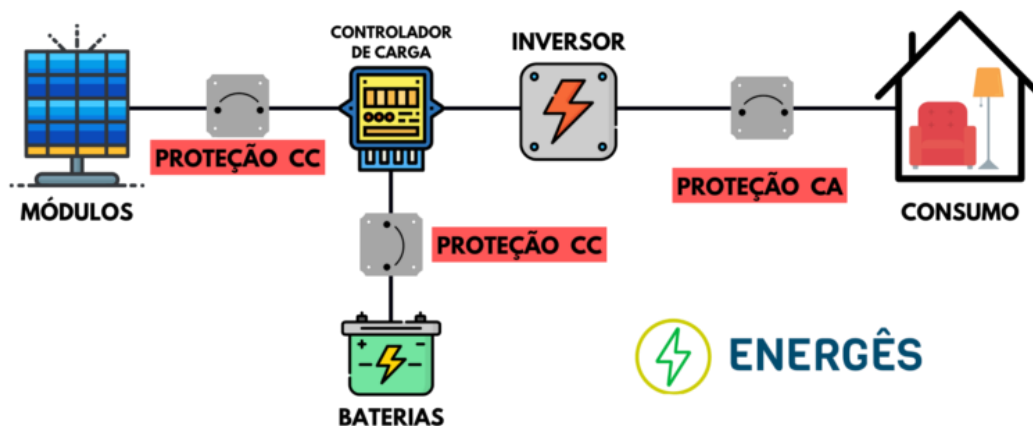 CONTROLADOR
DE CARGA
INVERSOR
PROTEÇÃO CC
MÓDULOS
PROTEÇÃO CA
CONSUMO
PROTEÇÃO CC
BATERIAS
ENERGÊS